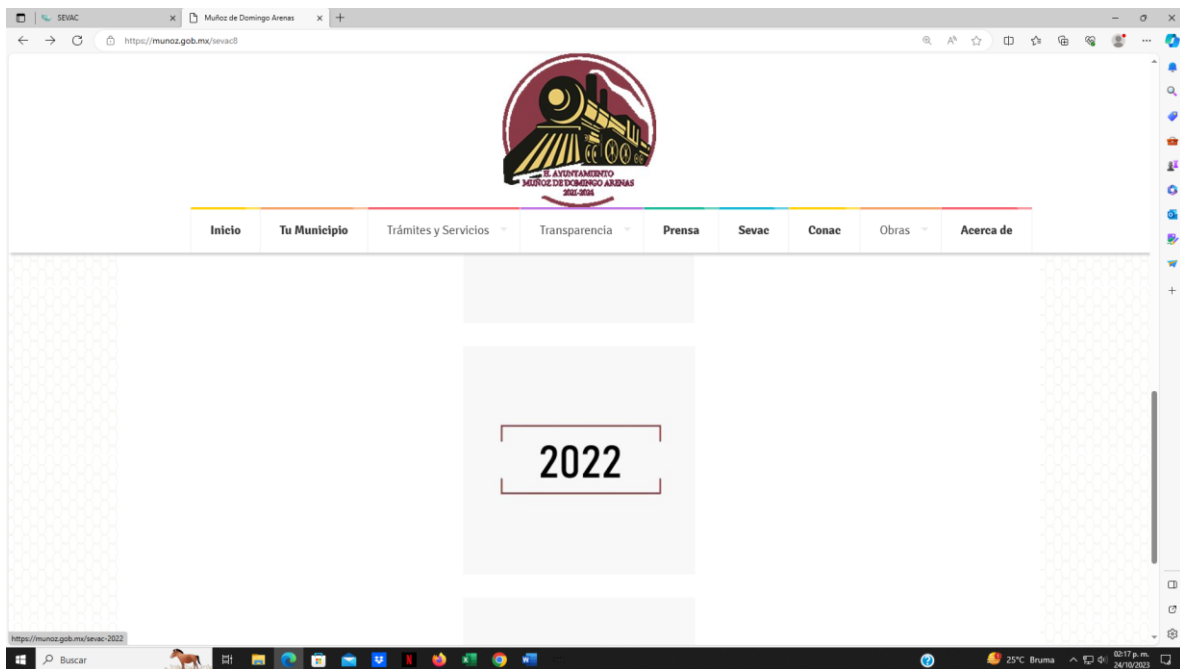 SEVAC
Muñoz de Domingo Arenas
https://munoz.gob.mx/sevac8
H. AYUNTAMIENTO
MUÑOZ DE DOMINGO ARENAS
2021-2024
Inicio Tu Municipio Trámites y Servicios Transparencia Prensa Sevac Conac Obras Acerca de
2022
https://munoz.gob.mx/sevac-2022
Buscar
25°C Bruma
02:17 p. m.
24/10/2023